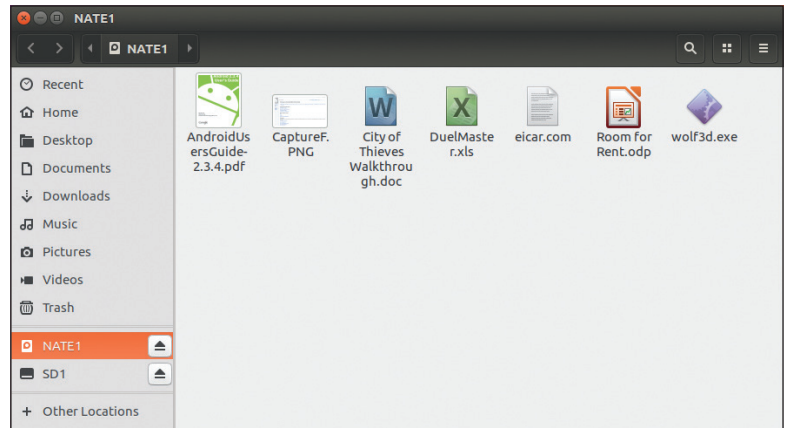 NATE1
NATE1
Recent
Home
Desktop
Documents
Downloads
Music
Pictures
Videos
Trash
NATE1
SD1
Other Locations
AndroidUs
ersGuide-
2.3.4.pdf
CaptureF.
PNG
City of
Thieves
Walkthrou
gh.doc
DuelMaste
r.xls
eicar.com
Room for
Rent.odp
wolf3d.exe